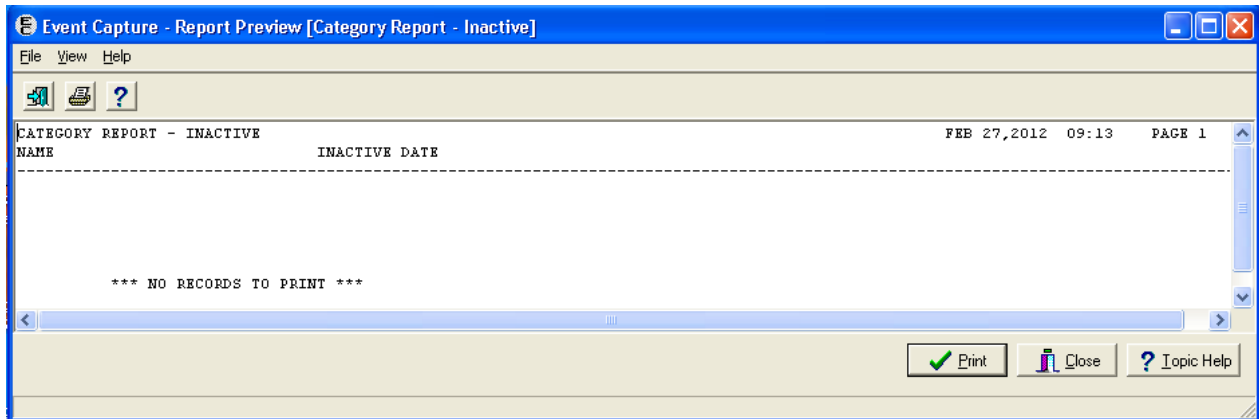 Event Capture - Report Preview [Category Report - Inactive]
File View Help
CATEGORY REPORT - INACTIVE FEB 27,2012 09:13 PAGE 1
NAME INACTIVE DATE
*** NO RECORDS TO PRINT ***
Print Close Topic Help